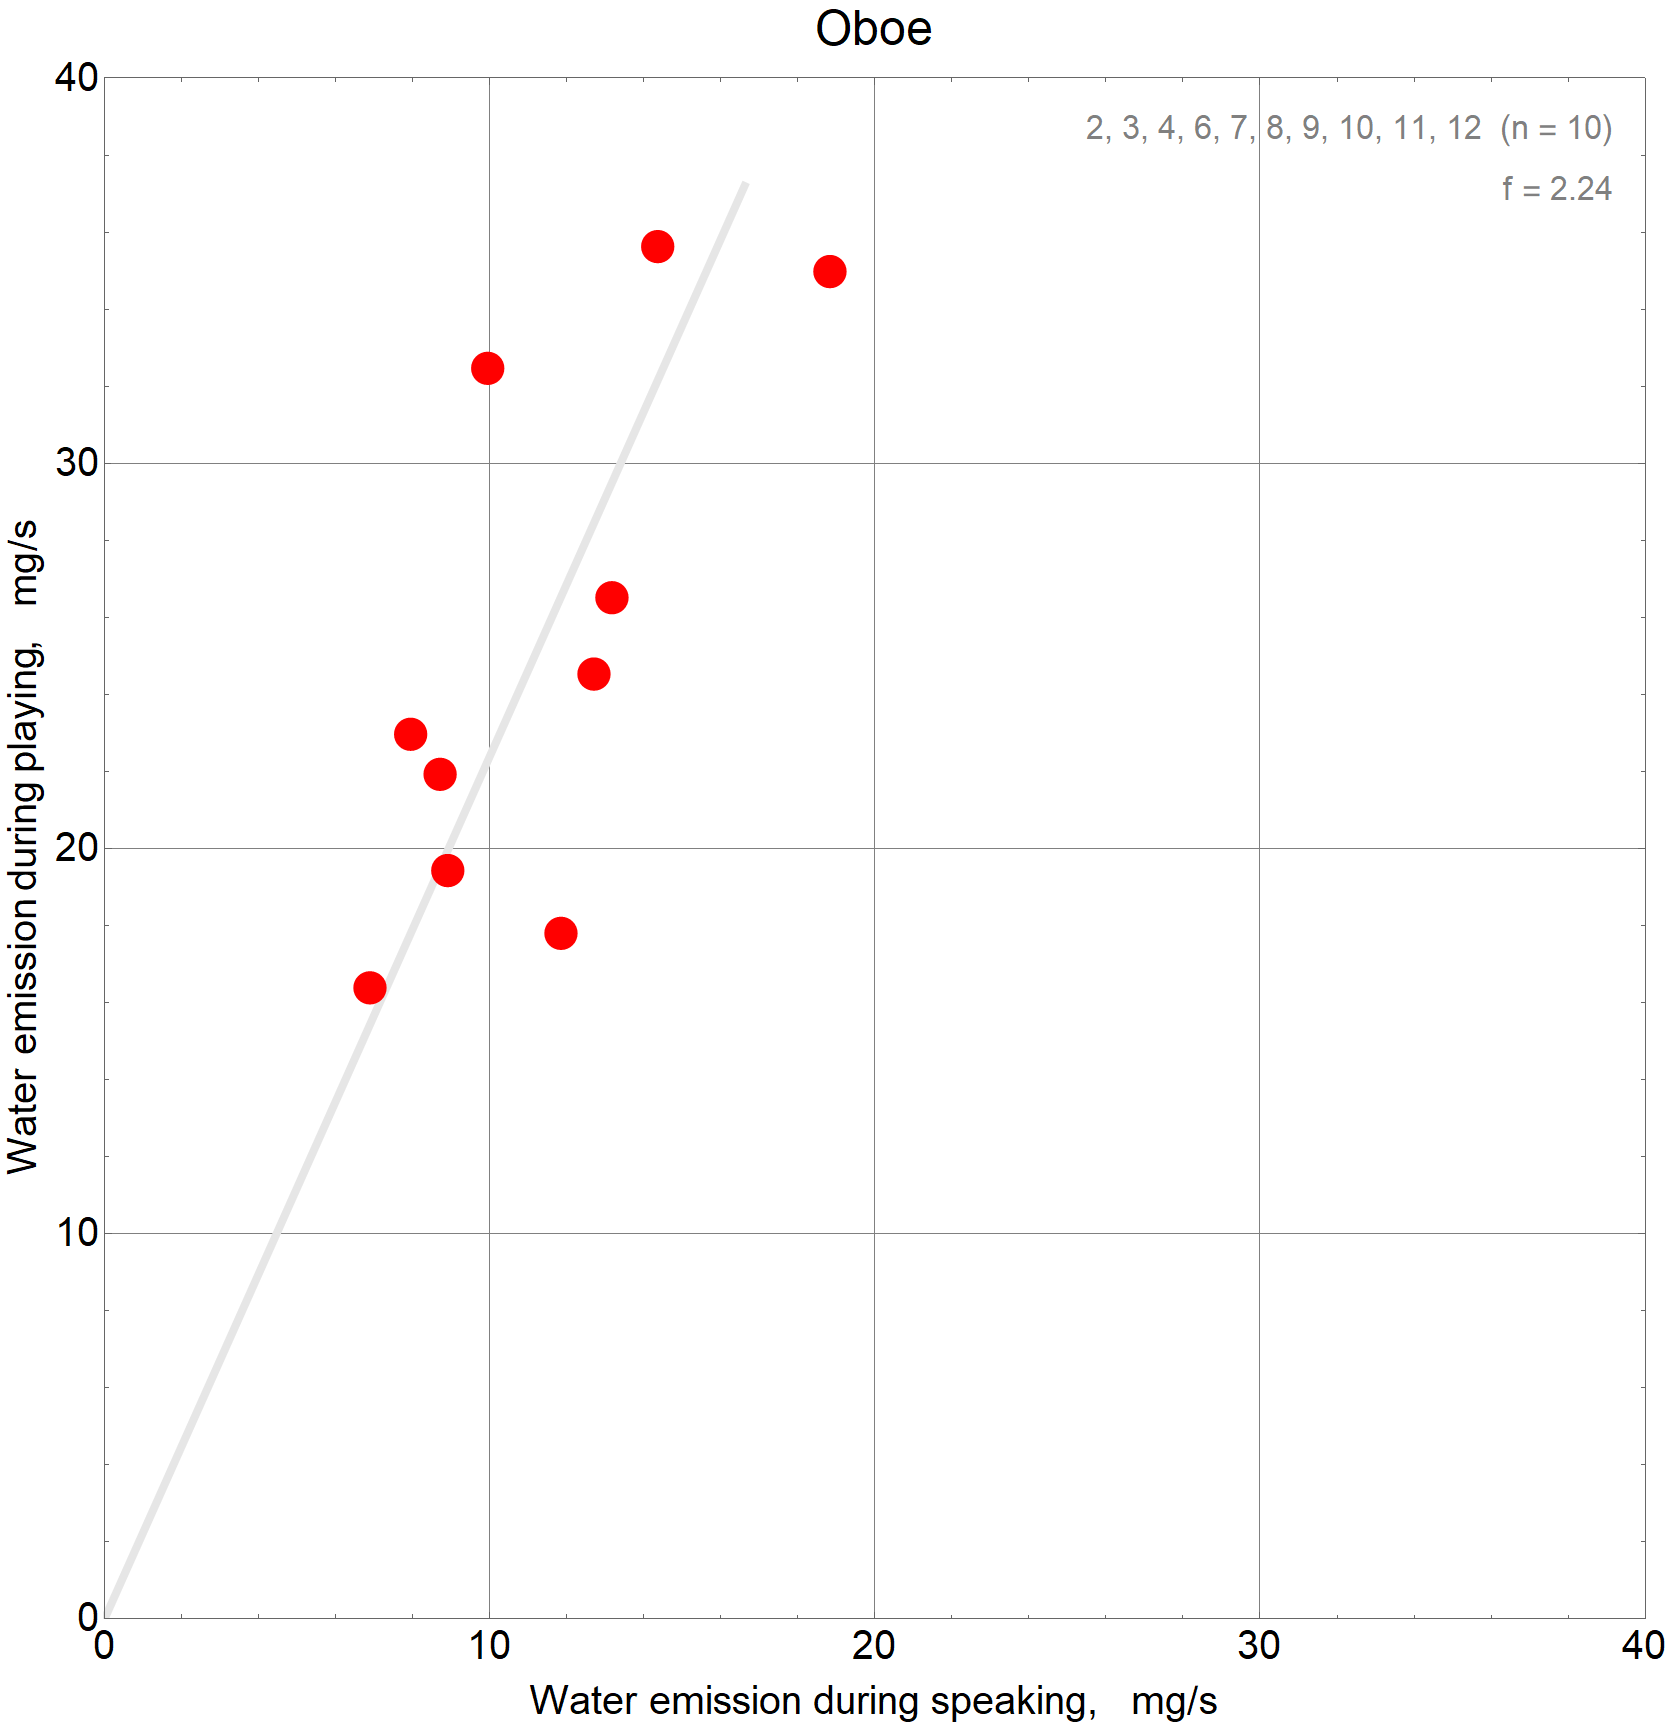 Oboe
40
2, 3, 4, 6, 7, 8, 9, 10, 11, 12 (n = 10)
f = 2.24
30
20
10
0
Water emission during playing, mg/s
0 10 20 30 40
Water emission during speaking, mg/s